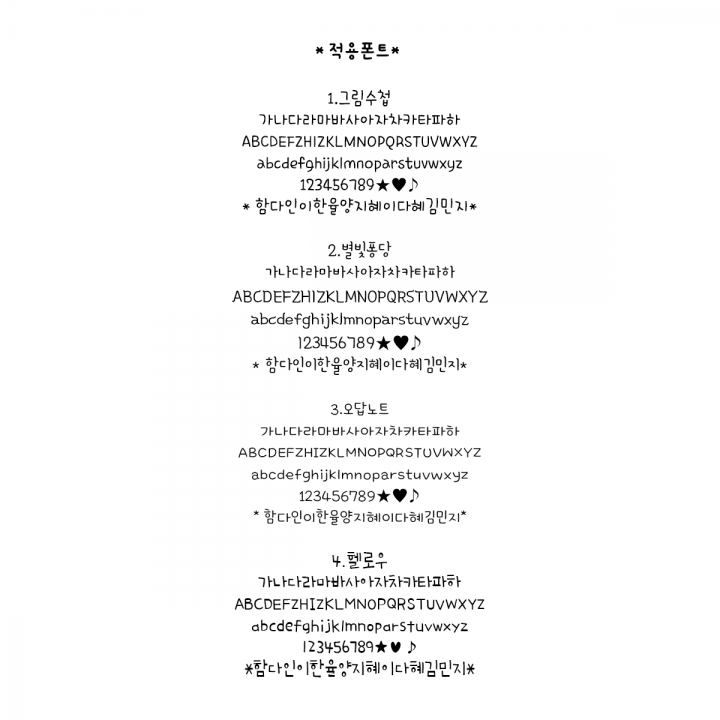 *적용폰트*
1.그림수첩
가나다라마바사아자차카타파하
ABCDEFZHIZKLMNOPQRSTUVWXYZ
abcdefghijklmnoparstuvwxyz
123456789★♥♪
* 함다인이한율양지혜이다혜김민지*
2.별빛퐁당
가나다라마바사아자차카타파하
ABCDEFZHIZKLMNOPQRSTUVWXYZ
abcdefghijklmnoparstuvwxyz
123456789★♥♪
* 함다인이한율양지혜이다혜김민지*
3.오답노트
가나다라마바사아자차카타파하
ABCDEFZHIZKLMNOPQRSTUVWXYZ
abcdefghijklmnoparstuvwxyz
123456789★♥♪
* 함다인이한율양지혜이다혜김민지*
4.헬로우
가나다라마바사아자차카타파하
ABCDEFZHIZKLMNOPQRSTUVWXYZ
abcdefghijklmnoparstuvwxyz
123456789★♥ ♪
*함다인이한율양지혜이다혜김민지*